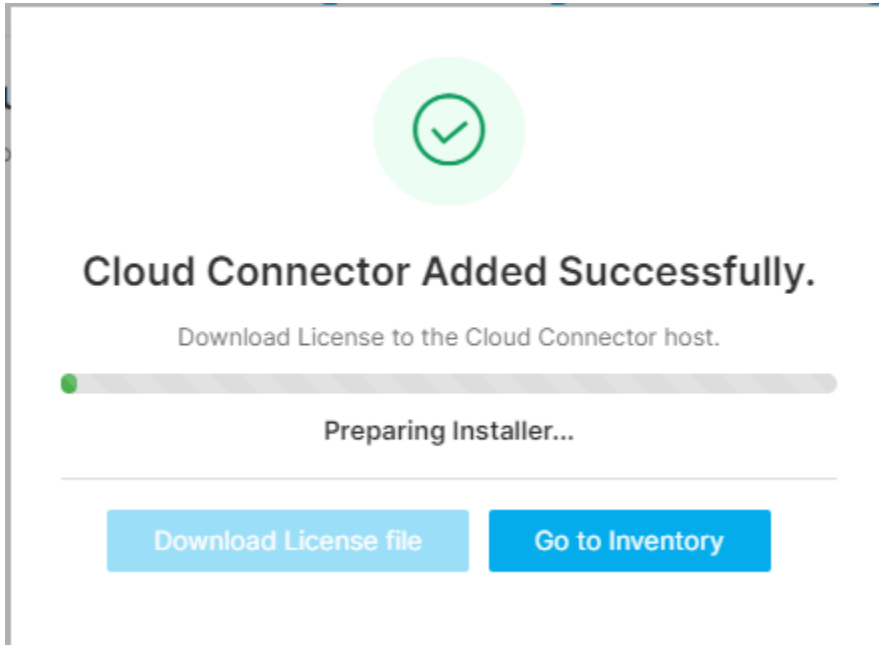 Cloud Connector Added Successfully.
Download License to the Cloud Connector host.
Preparing Installer...
Download License file
Go to Inventory